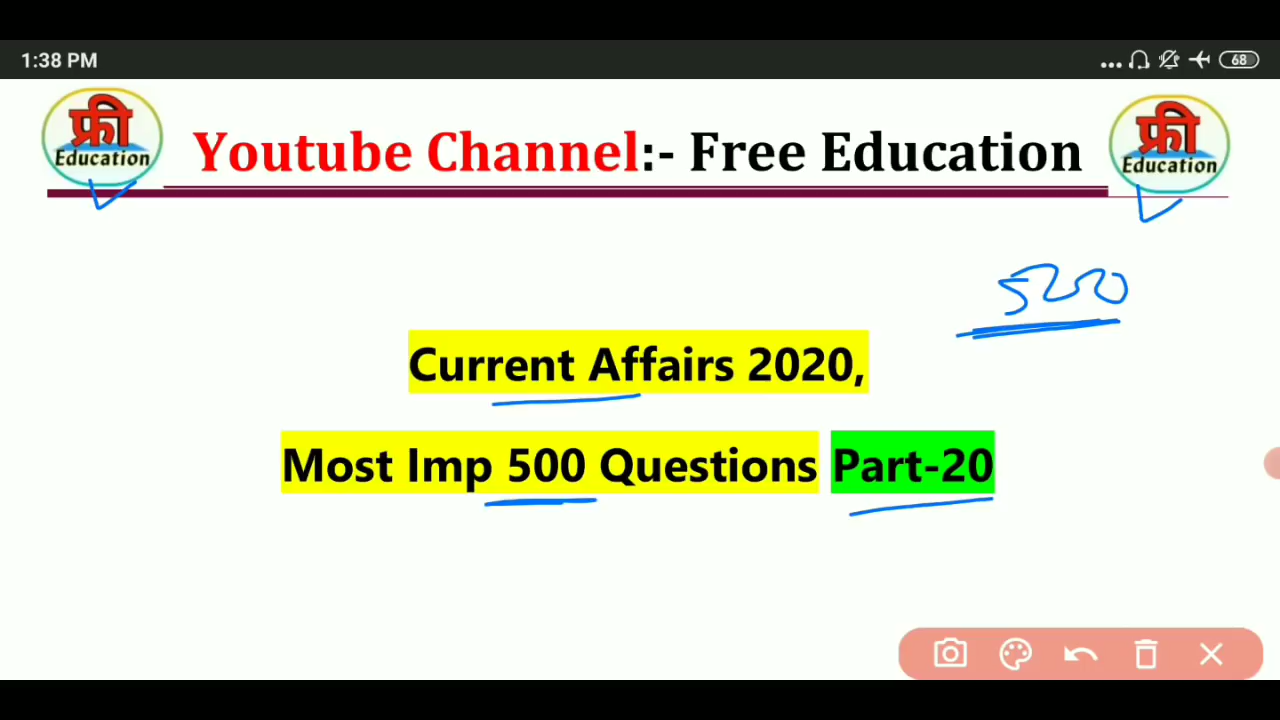 1:38 PM
68
फ्री
Education
Youtube Channel:- Free Education
फ्री
Education
Current Affairs 2020,
Most Imp 500 Questions Part-20